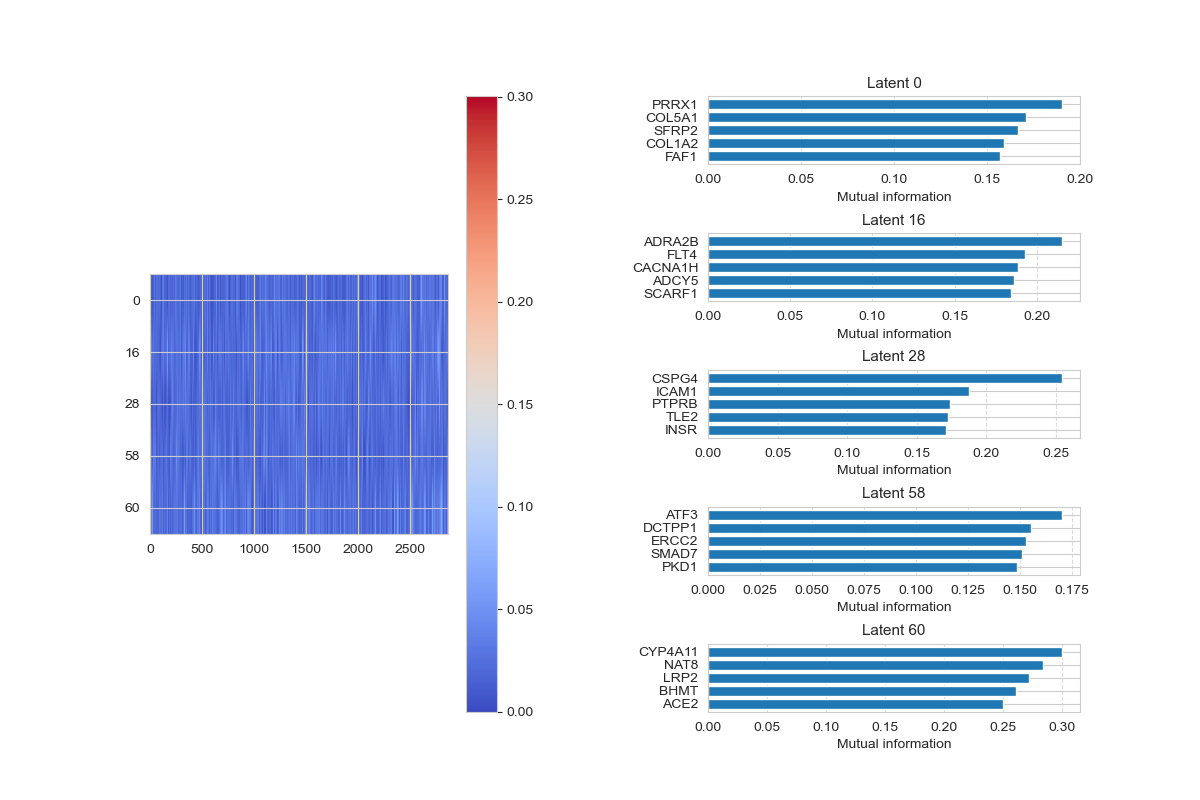 0.30
0.25
0.20
0.15
0.10
0.05
0.00
0
16
28
58
60
0 500 1000 1500 2000 2500
Latent 0
PRRX1
COL5A1
SFRP2
COL1A2
FAF1
0.00 0.05 0.10 0.15 0.20
Mutual information
Latent 16
ADRA2B
FLT4
CACNA1H
ADCY5
SCARF1
0.00 0.05 0.10 0.15 0.20
Mutual information
Latent 28
CSPG4
ICAM1
PTPRB
TLE2
INSR
0.00 0.05 0.10 0.15 0.20 0.25
Mutual information
Latent 58
ATF3
DCTPP1
ERCC2
SMAD7
PKD1
0.000 0.025 0.050 0.075 0.100 0.125 0.150 0.175
Mutual information
Latent 60
CYP4A11
NAT8
LRP2
BHMT
ACE2
0.00 0.05 0.10 0.15 0.20 0.25 0.30
Mutual information